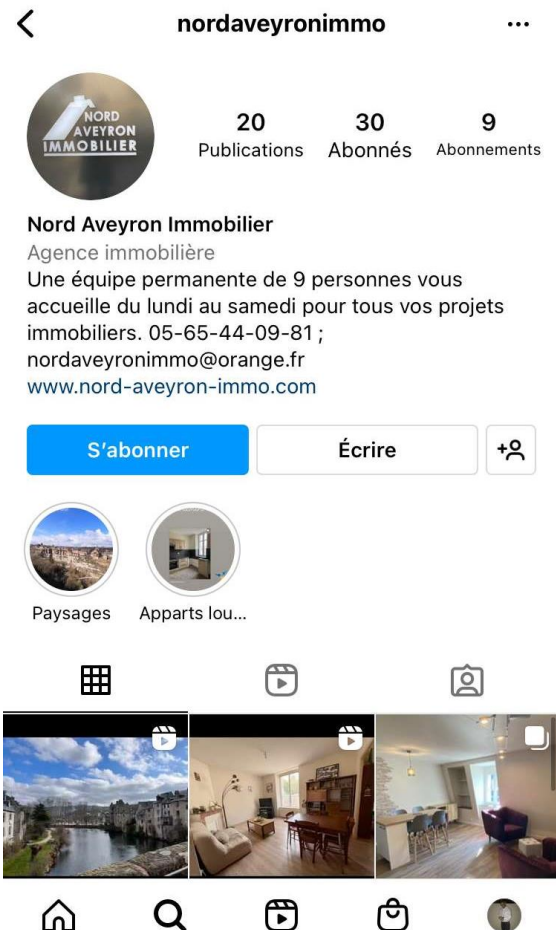 nordaveyronimmo
NORD
AVEYRON
IMMOBILIER
20 30 9
Publications Abonnés Abonnements
Nord Aveyron Immobilier
Agence immobilière
Une équipe permanente de 9 personnes vous
accueille du lundi au samedi pour tous vos projets
immobiliers. 05-65-44-09-81 ;
nordaveyronimmo@orange.fr
www.nord-aveyron-immo.com
S'abonner Écrire
Paysages Apparts lou...